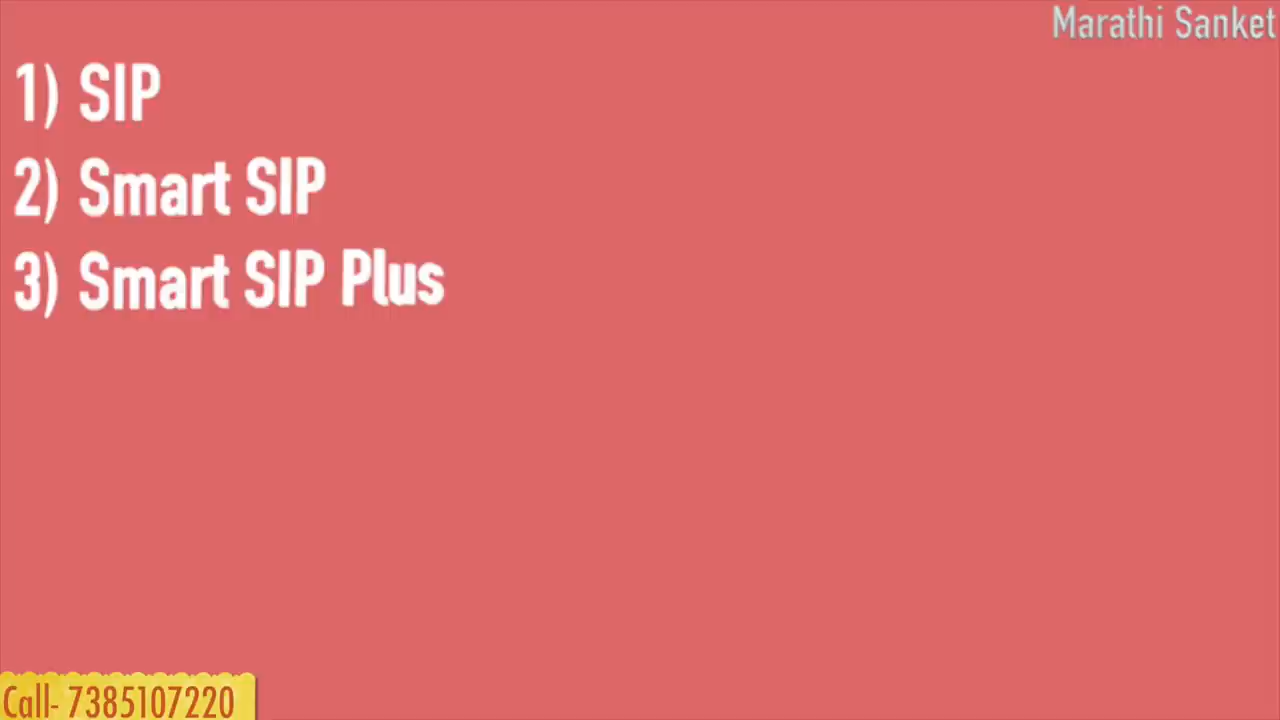 Marathi Sanket
1) SIP
2) Smart SIP
3) Smart SIP Plus
Call- 7385107220